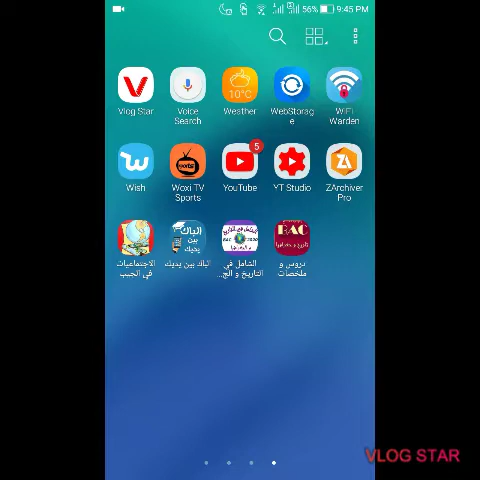 56% 9:45 PM
Vlog Star
Voice Search
Weather
10°C
WebStorag
e
WiFi Warden
Wish
Woxi TV Sports
YouTube
5
YT Studio
ZArchiver Pro
الاجتماعيات
في الجيب
الباك بين يديك
الشامل في
التاريخ و الج...
دروس و
ملخصات
BAC
VLOG STAR